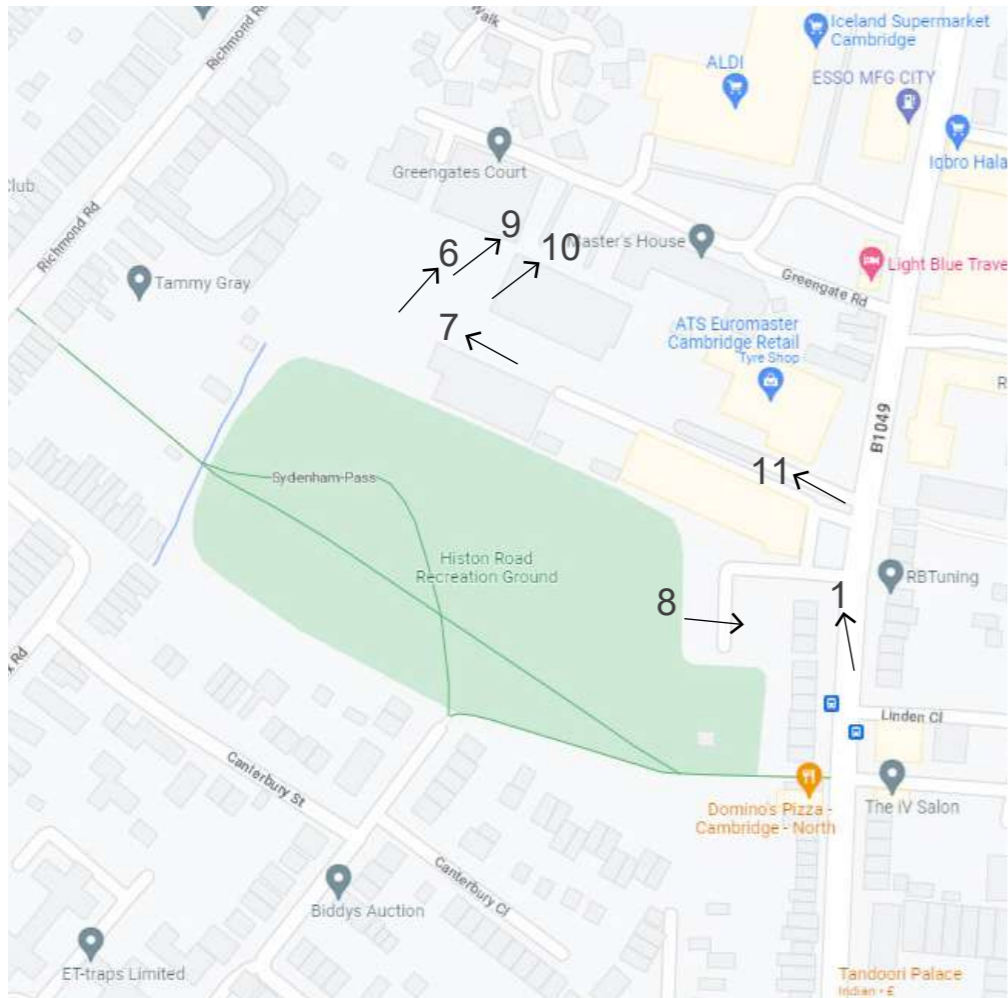 Richmond Rd
Walk
Iceland Supermarket
Cambridge
ALDI
ESSO MFG CITY
Iqbro Hala
Greengates Court
Club
Richmond Rd
9
6
10
Master's House
Light Blue Trave
Tammy Gray
Greengate Rd
7
ATS Euromaster
Cambridge Retail
Tyre Shop
R
B1049
11
Sydenham Pass
Histon Road
Recreation Ground
RBTuning
8
1
Linden Cl
Canterbury St
Domino's Pizza -
Cambridge - North
The IV Salon
Rd
Canterbury Cl
Biddys Auction
ET-traps Limited
Tandoori Palace
Indian • £